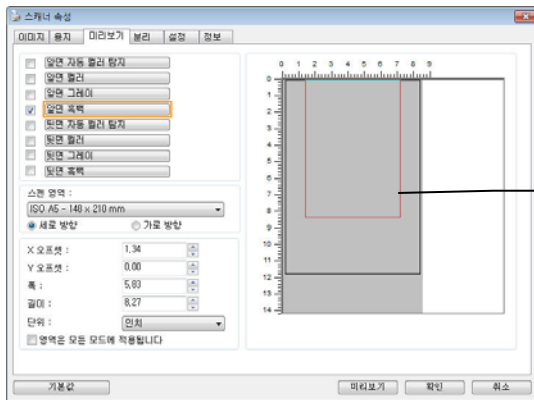 스캐너 속성
이미지 용지 미리보기 분리 설정 정보
앞면 자동 컬러 탐지
앞면 컬러
앞면 그레이
앞면 흑백
뒷면 자동 컬러 탐지
뒷면 컬러
뒷면 그레이
뒷면 흑백
스캔 영역 :
ISO A5 - 148 x 210 mm
세로 방향 가로 방향
X 오프셋 : 1,34
Y 오프셋 : 0,00
폭 : 5,83
길이 : 8,27
단위 : 인치
영역은 모든 모드에 적용됩니다
0 1 2 3 4 5 6 7 8 9
0
1
2
3
4
5
6
7
8
9
10
11
12
13
14
기본값 미리보기 확인 취소